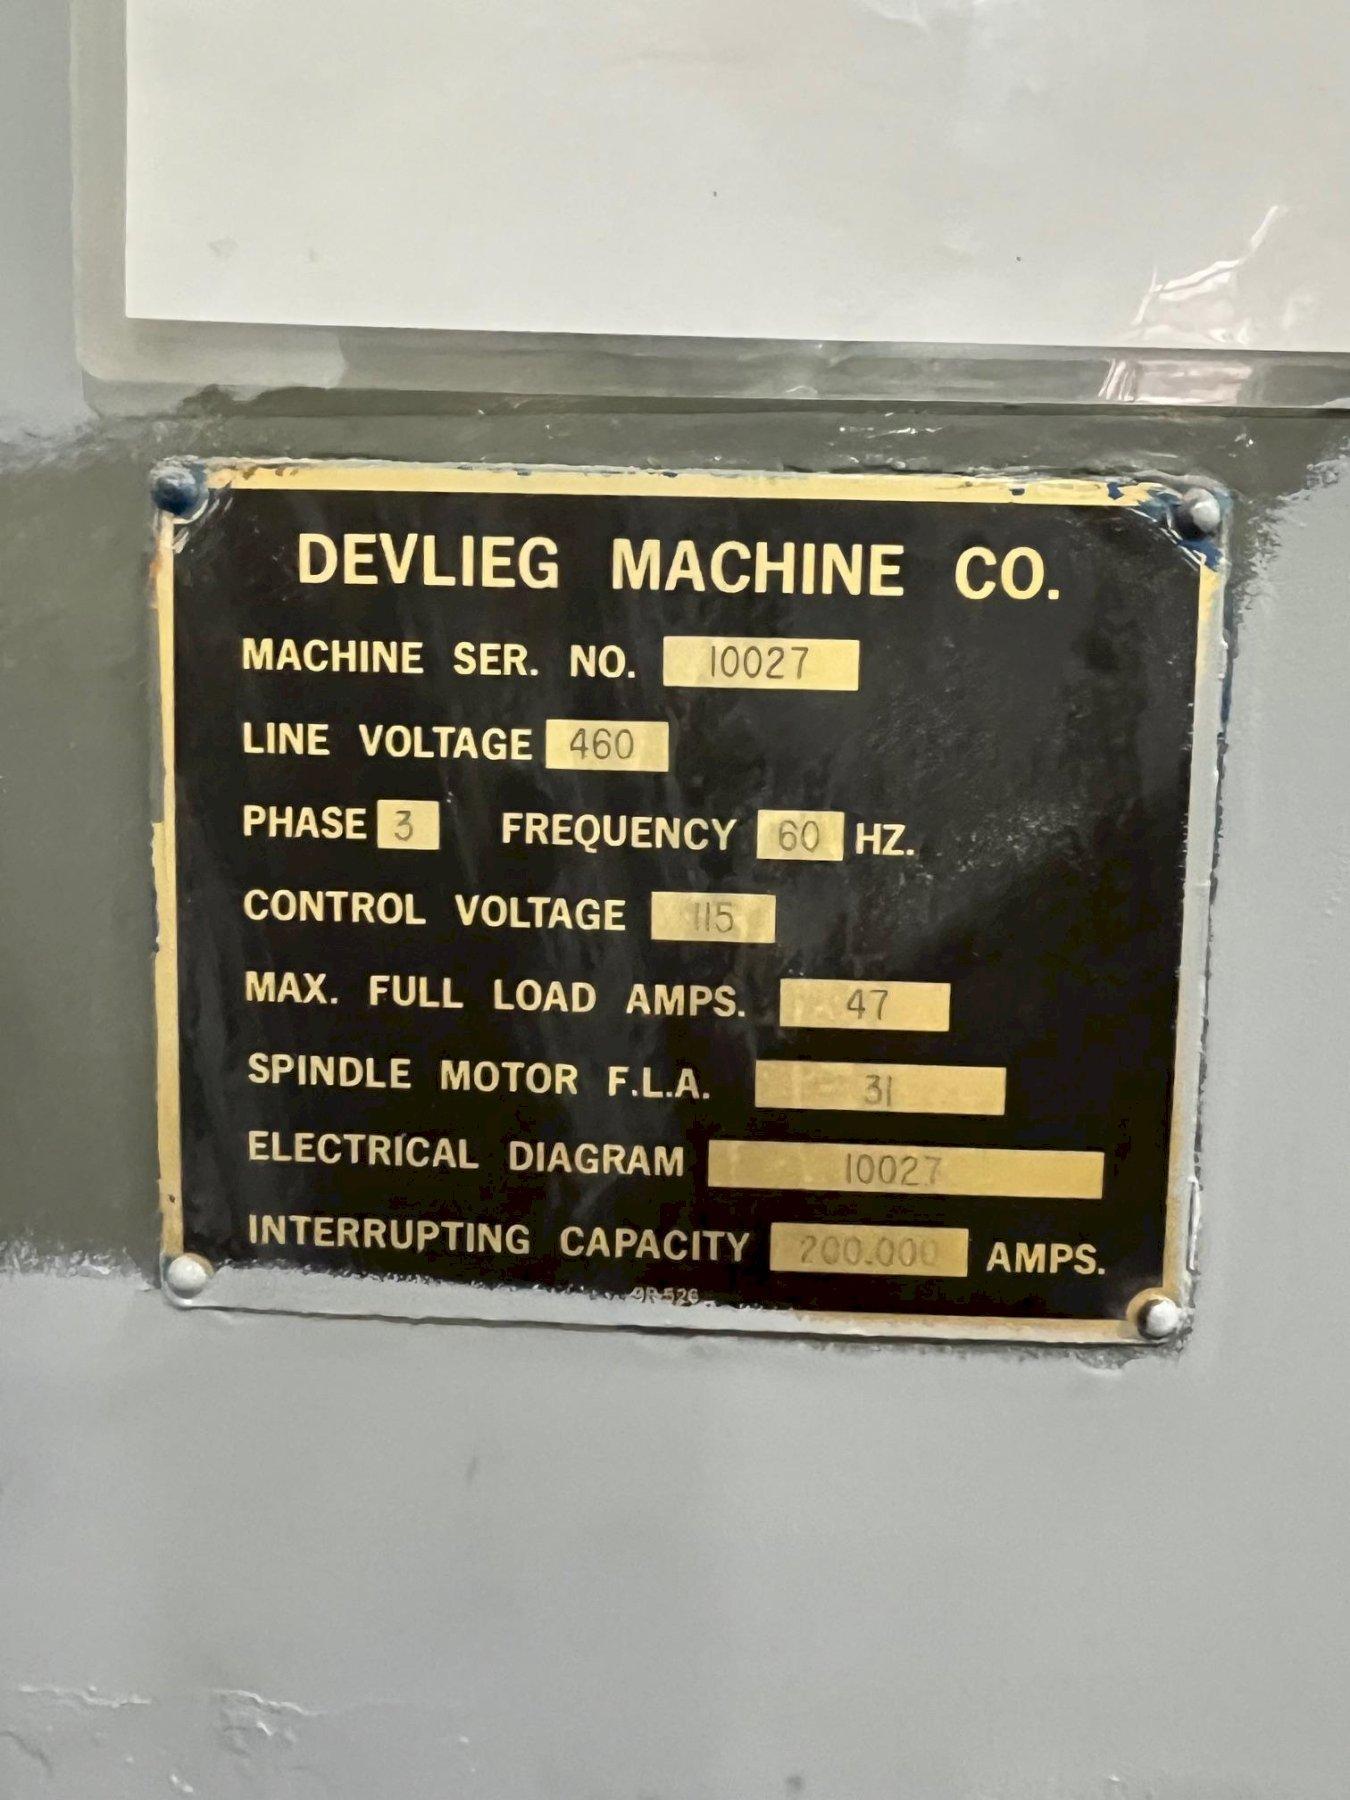 DEVLIEG MACHINE CO.
MACHINE SER. NO. 10027
LINE VOLTAGE 460
PHASE 3 FREQUENCY 60 HZ.
CONTROL VOLTAGE 115
MAX. FULL LOAD AMPS. 47
SPINDLE MOTOR F.L.A. 31
ELECTRICAL DIAGRAM 10027
INTERRUPTING CAPACITY 200.000 AMPS.